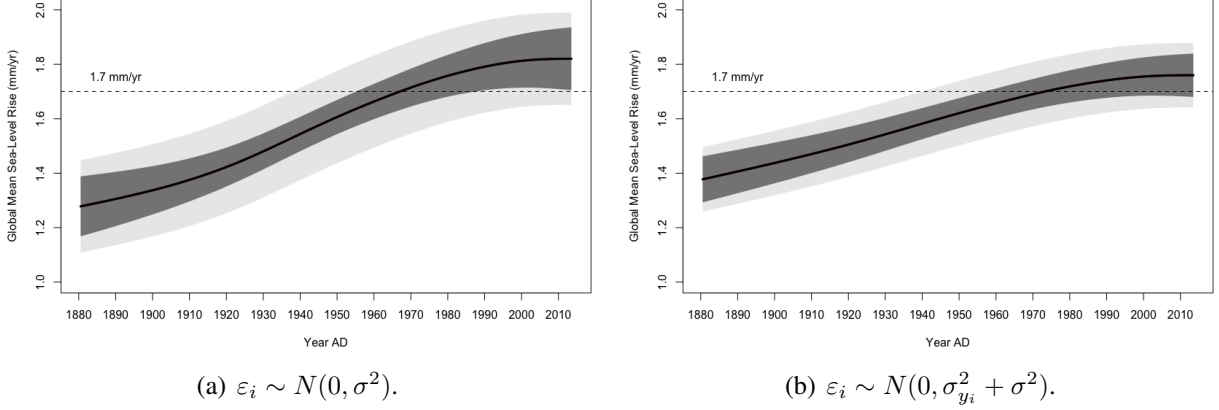 Global Mean Sea-Level Rise (mm/yr)
2.0
1.8
1.6
1.4
1.2
1.0
1.7 mm/yr
1880 1890 1900 1910 1920 1930 1940 1950 1960 1970 1980 1990 2000 2010
Year AD
(a) εᵢ ∼ N(0, σ²).
Global Mean Sea-Level Rise (mm/yr)
2.0
1.8
1.6
1.4
1.2
1.0
1.7 mm/yr
1880 1890 1900 1910 1920 1930 1940 1950 1960 1970 1980 1990 2000 2010
Year AD
(b) εᵢ ∼ N(0, σ²_{yᵢ} + σ²).